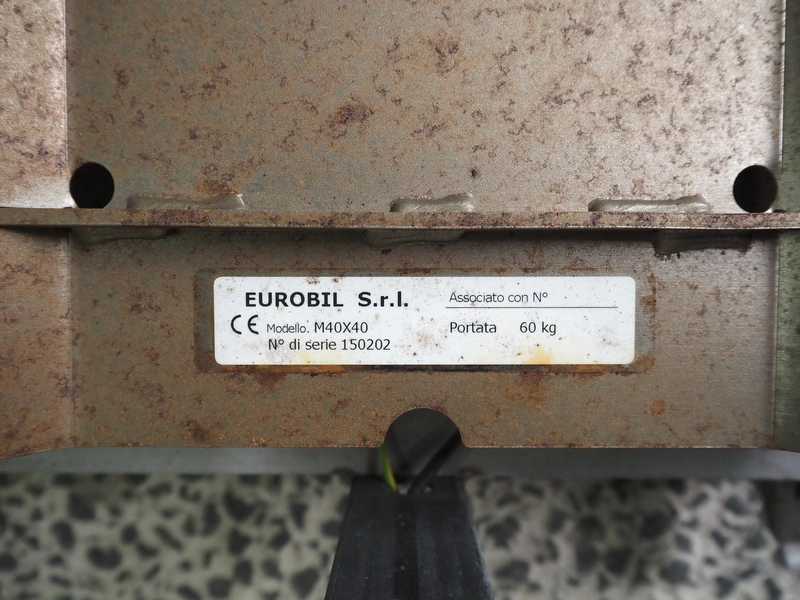 EUROBIL S.r.l.
Associato con N°
CE Modello. M40X40
Portata 60 kg
N° di serie 150202